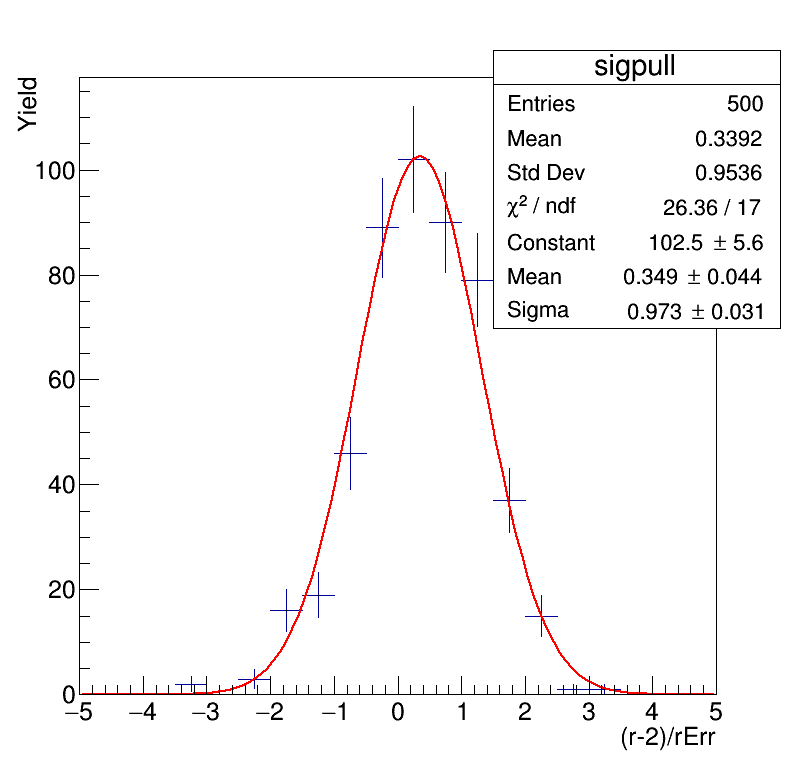 sigpull
Entries 500
Mean 0.3392
Std Dev 0.9536
χ² / ndf 26.36 / 17
Constant 102.5 ± 5.6
Mean 0.349 ± 0.044
Sigma 0.973 ± 0.031
Yield
100
80
60
40
20
0
−5 −4 −3 −2 −1 0 1 2 3 4 5
(r-2)/rErr